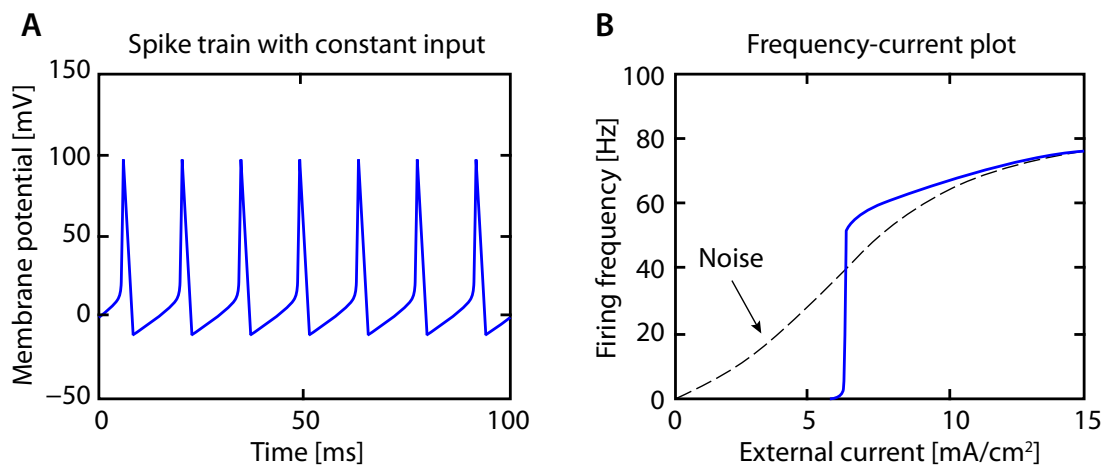 A
Spike train with constant input
Membrane potential [mV]
150
100
50
0
−50
0
50
100
Time [ms]
B
Frequency-current plot
Firing frequency [Hz]
100
80
60
40
20
0
Noise
0
5
10
15
External current [mA/cm²]